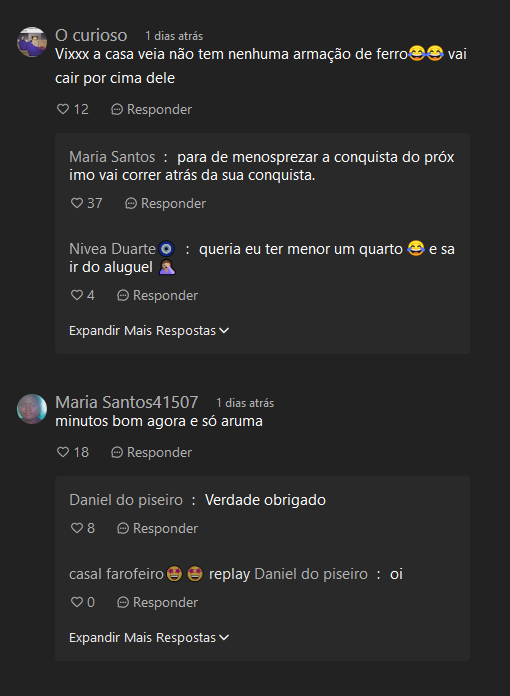 O curioso 1 dias atrás
Vixxx a casa veia não tem nenhuma armação de ferro😂😂 vai
cair por cima dele
12 Responder
Maria Santos : para de menosprezar a conquista do próx
imo vai correr atrás da sua conquista.
37 Responder
Nivea Duarte🧿 : queria eu ter menor um quarto 😂 e sa
ir do aluguel 🤦🏼‍♀️
4 Responder
Expandir Mais Respostas
Maria Santos41507 1 dias atrás
minutos bom agora e só aruma
18 Responder
Daniel do piseiro : Verdade obrigado
8 Responder
casal farofeiro🤩 🤩 replay Daniel do piseiro : oi
0 Responder
Expandir Mais Respostas